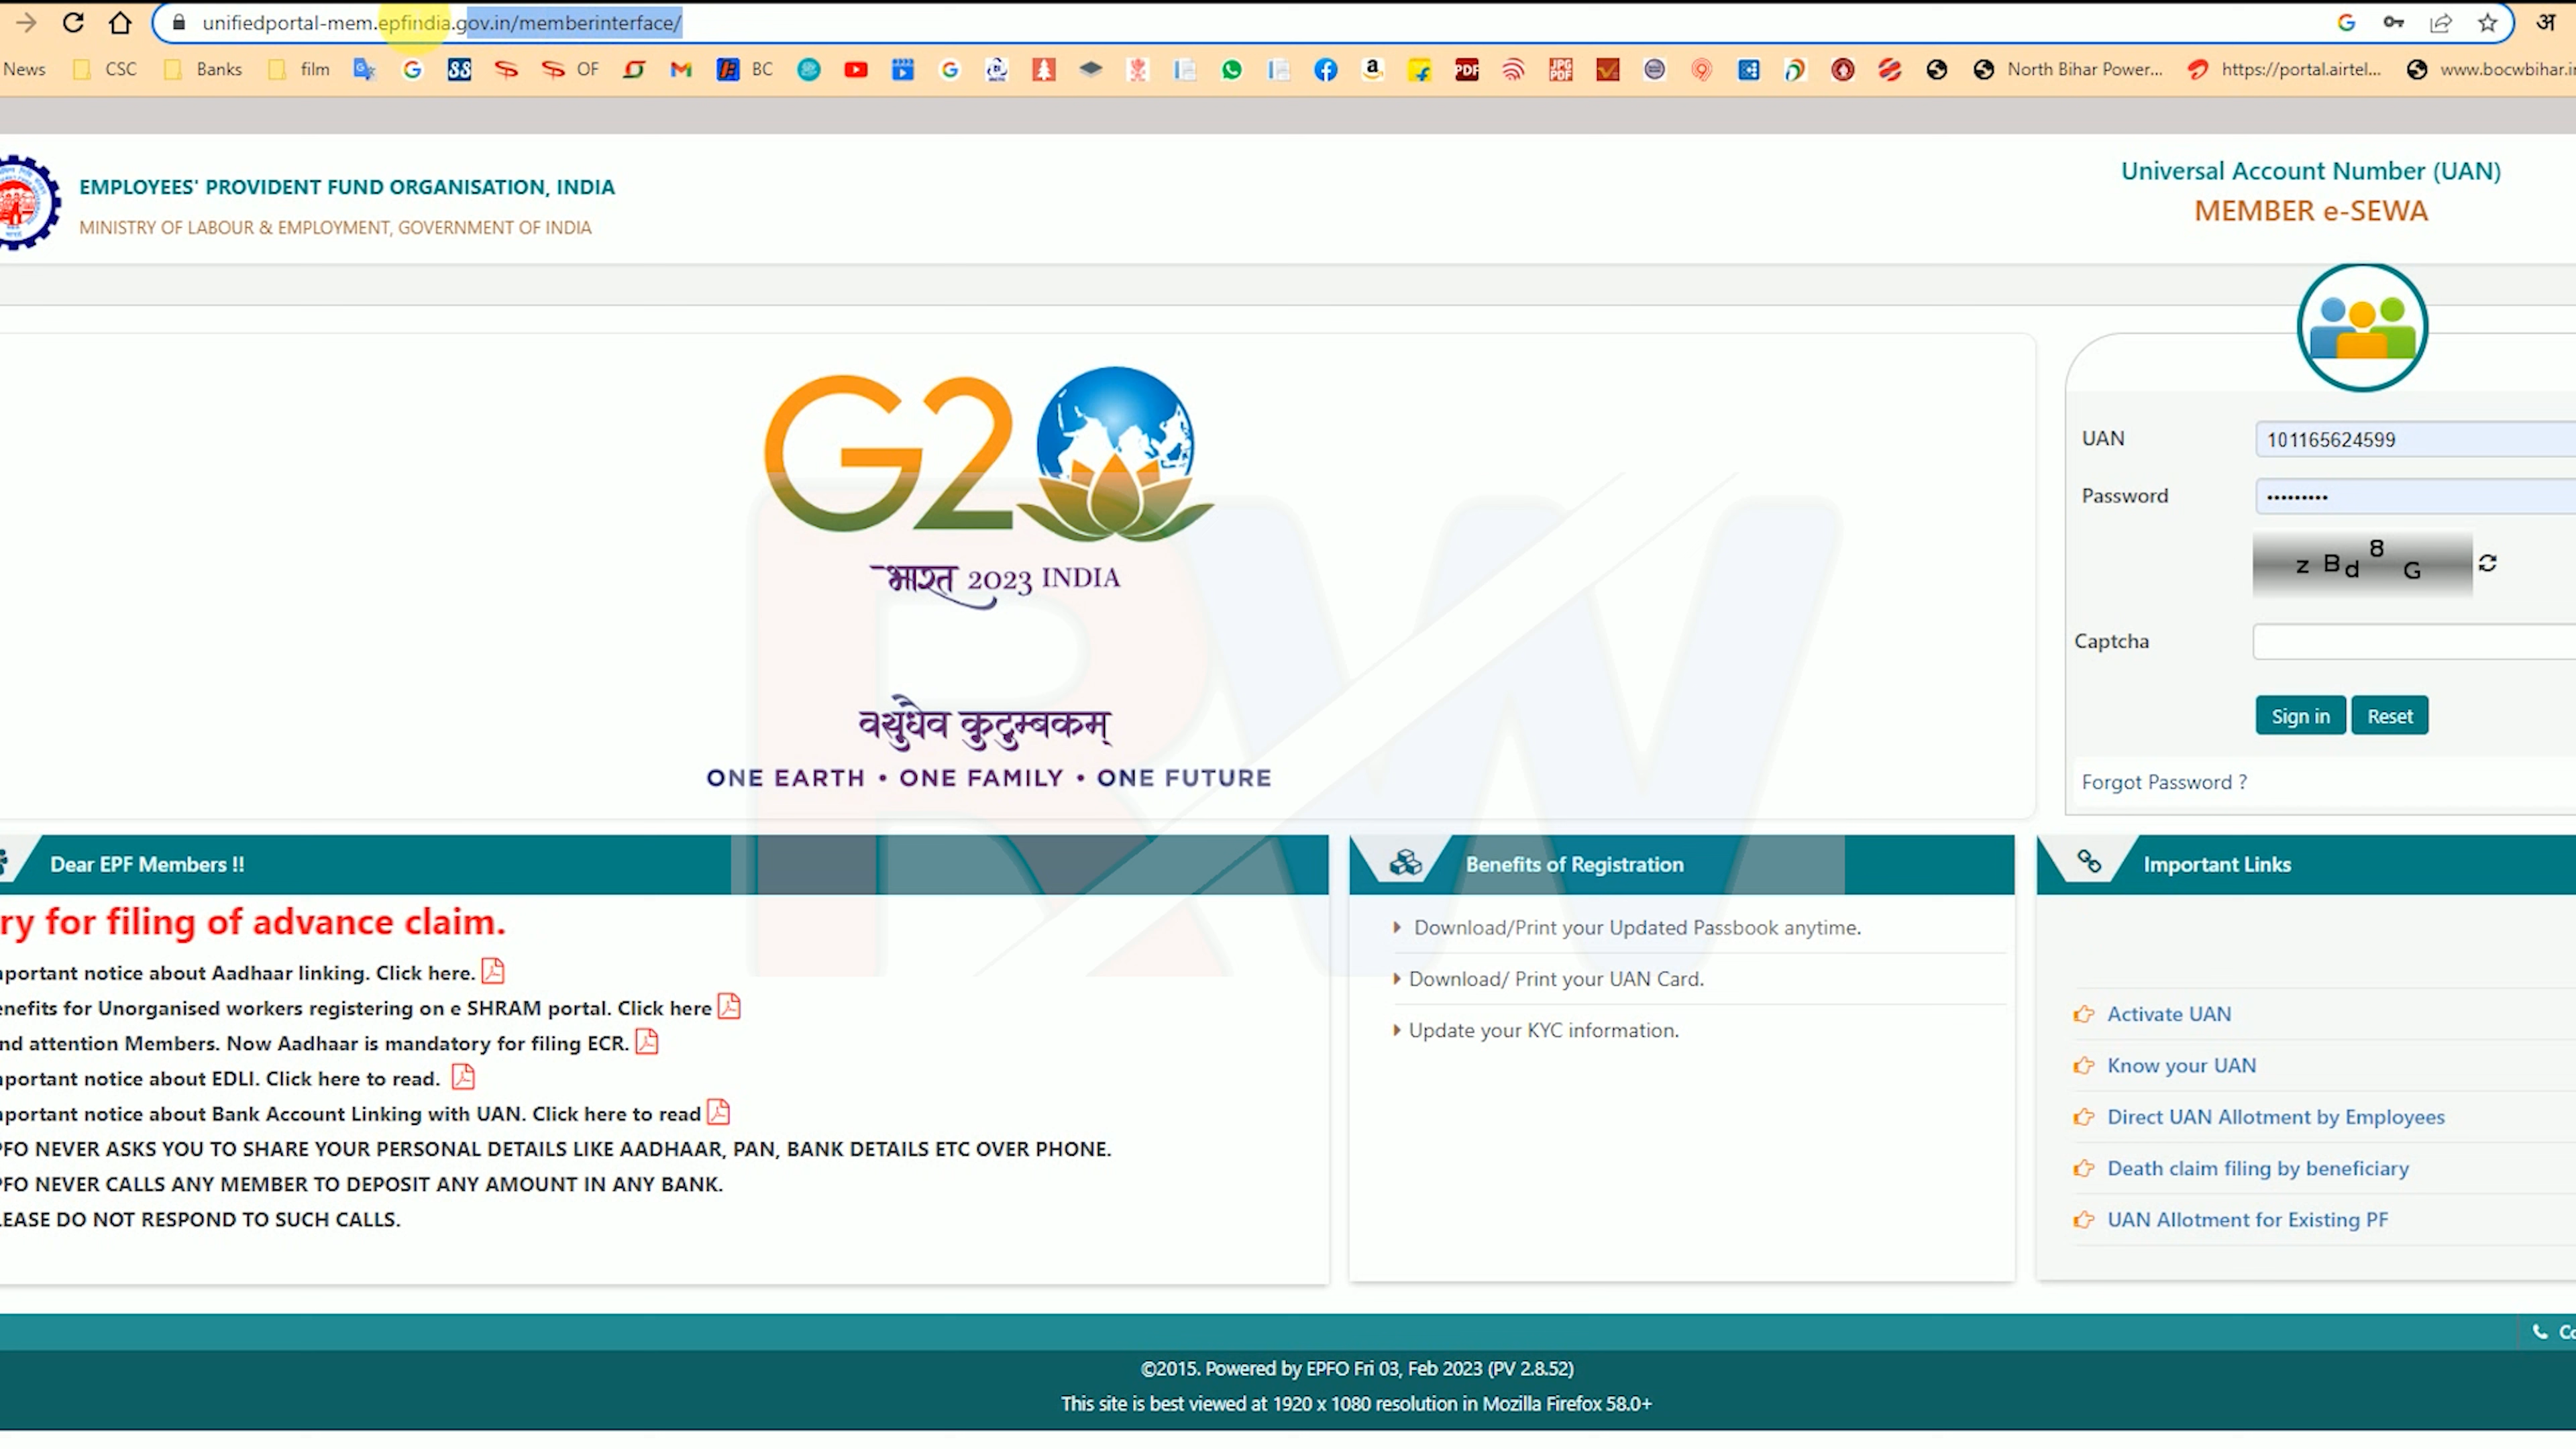 unifiedportal-mem.epfindia.gov.in/memberinterface/
News CSC Banks film OF BC North Bihar Power... https://portal.airtel... www.bocwbihar.in
EMPLOYEES' PROVIDENT FUND ORGANISATION, INDIA
MINISTRY OF LABOUR & EMPLOYMENT, GOVERNMENT OF INDIA
Universal Account Number (UAN)
MEMBER e-SEWA
G20
भारत 2023 INDIA
वसुधैव कुटुम्बकम्
ONE EARTH • ONE FAMILY • ONE FUTURE
RW
UAN 101165624599
Password •••••••••
z B d 8 G
Captcha
Sign in Reset
Forgot Password ?
Dear EPF Members !!
ry for filing of advance claim.
mportant notice about Aadhaar linking. Click here.
enefits for Unorganised workers registering on e SHRAM portal. Click here
nd attention Members. Now Aadhaar is mandatory for filing ECR.
mportant notice about EDLI. Click here to read.
mportant notice about Bank Account Linking with UAN. Click here to read
PFO NEVER ASKS YOU TO SHARE YOUR PERSONAL DETAILS LIKE AADHAAR, PAN, BANK DETAILS ETC OVER PHONE.
PFO NEVER CALLS ANY MEMBER TO DEPOSIT ANY AMOUNT IN ANY BANK.
LEASE DO NOT RESPOND TO SUCH CALLS.
Benefits of Registration
Download/Print your Updated Passbook anytime.
Download/ Print your UAN Card.
Update your KYC information.
Important Links
Activate UAN
Know your UAN
Direct UAN Allotment by Employees
Death claim filing by beneficiary
UAN Allotment for Existing PF
Co
©2015. Powered by EPFO Fri 03, Feb 2023 (PV 2.8.52)
This site is best viewed at 1920 x 1080 resolution in Mozilla Firefox 58.0+